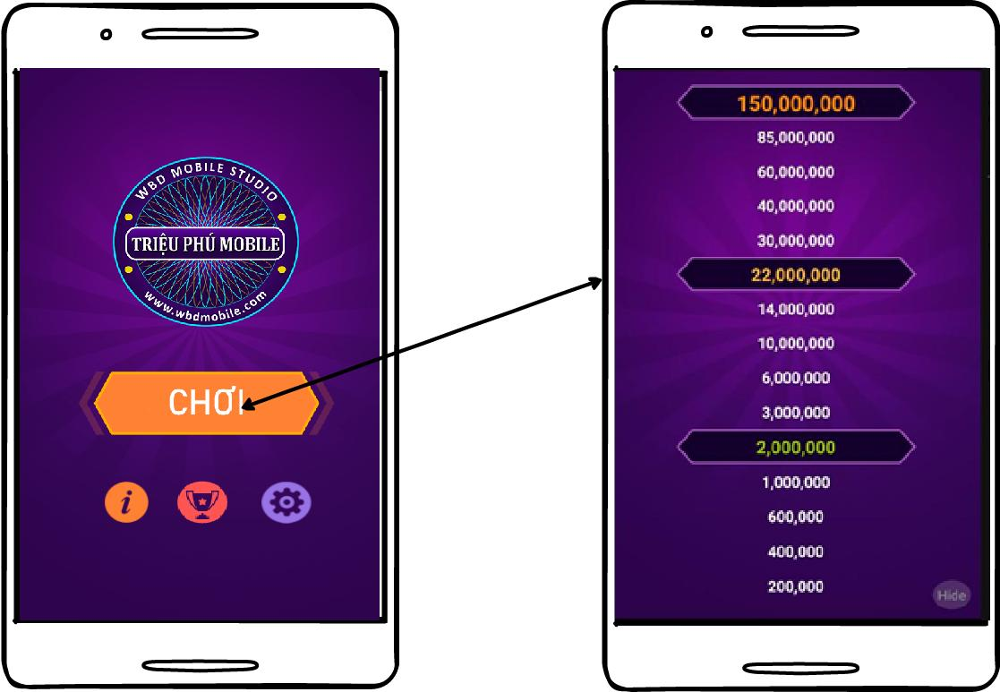 WBD MOBILE STUDIO
TRIỆU PHÚ MOBILE
www.wbdmobile.com
CHƠI
i
150,000,000
85,000,000
60,000,000
40,000,000
30,000,000
22,000,000
14,000,000
10,000,000
6,000,000
3,000,000
2,000,000
1,000,000
600,000
400,000
200,000
Hide